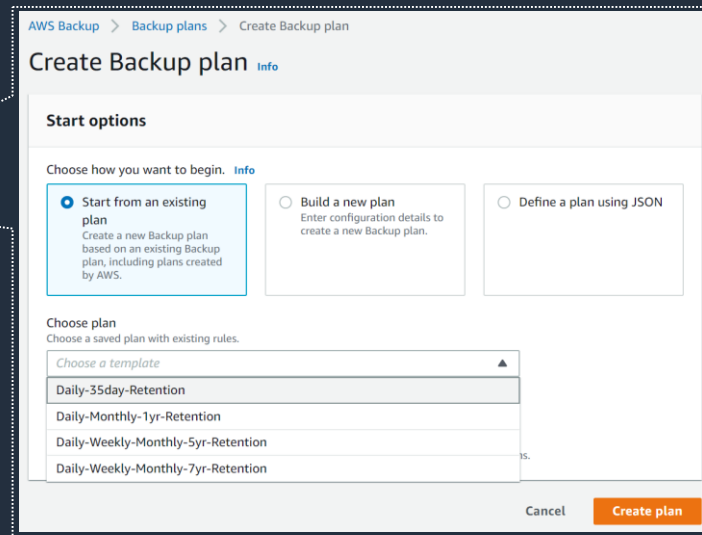 AWS Backup > Backup plans > Create Backup plan
Create Backup plan Info
Start options
Choose how you want to begin. Info
Start from an existing
plan
Create a new Backup plan
based on an existing Backup
plan, including plans created
by AWS.
Build a new plan
Enter configuration details to
create a new Backup plan.
Define a plan using JSON
Choose plan
Choose a saved plan with existing rules.
Choose a template
Daily-35day-Retention
Daily-Monthly-1yr-Retention
Daily-Weekly-Monthly-5yr-Retention
Daily-Weekly-Monthly-7yr-Retention
Cancel
Create plan